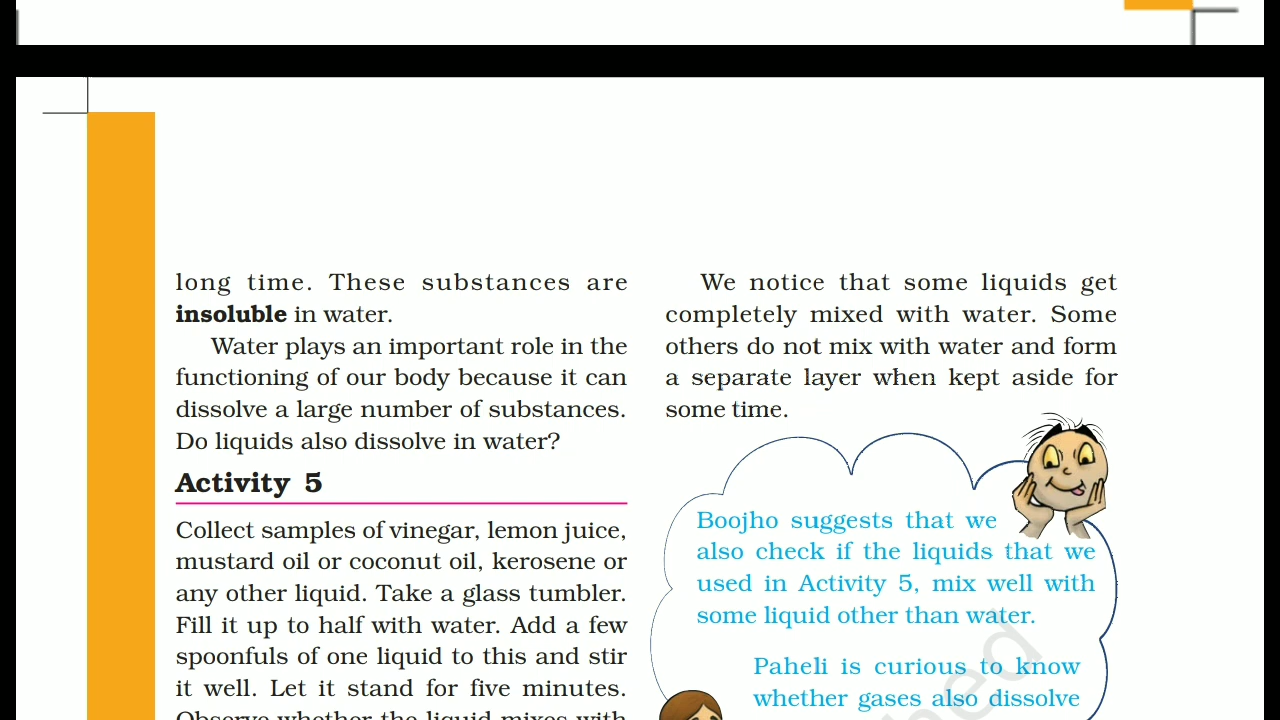 long time. These substances are
insoluble in water.
Water plays an important role in the
functioning of our body because it can
dissolve a large number of substances.
Do liquids also dissolve in water?
Activity 5
Collect samples of vinegar, lemon juice,
mustard oil or coconut oil, kerosene or
any other liquid. Take a glass tumbler.
Fill it up to half with water. Add a few
spoonfuls of one liquid to this and stir
it well. Let it stand for five minutes.
Observe whether the liquid mixes with
We notice that some liquids get
completely mixed with water. Some
others do not mix with water and form
a separate layer when kept aside for
some time.
Boojho suggests that we
also check if the liquids that we
used in Activity 5, mix well with
some liquid other than water.
Paheli is curious to know
whether gases also dissolve